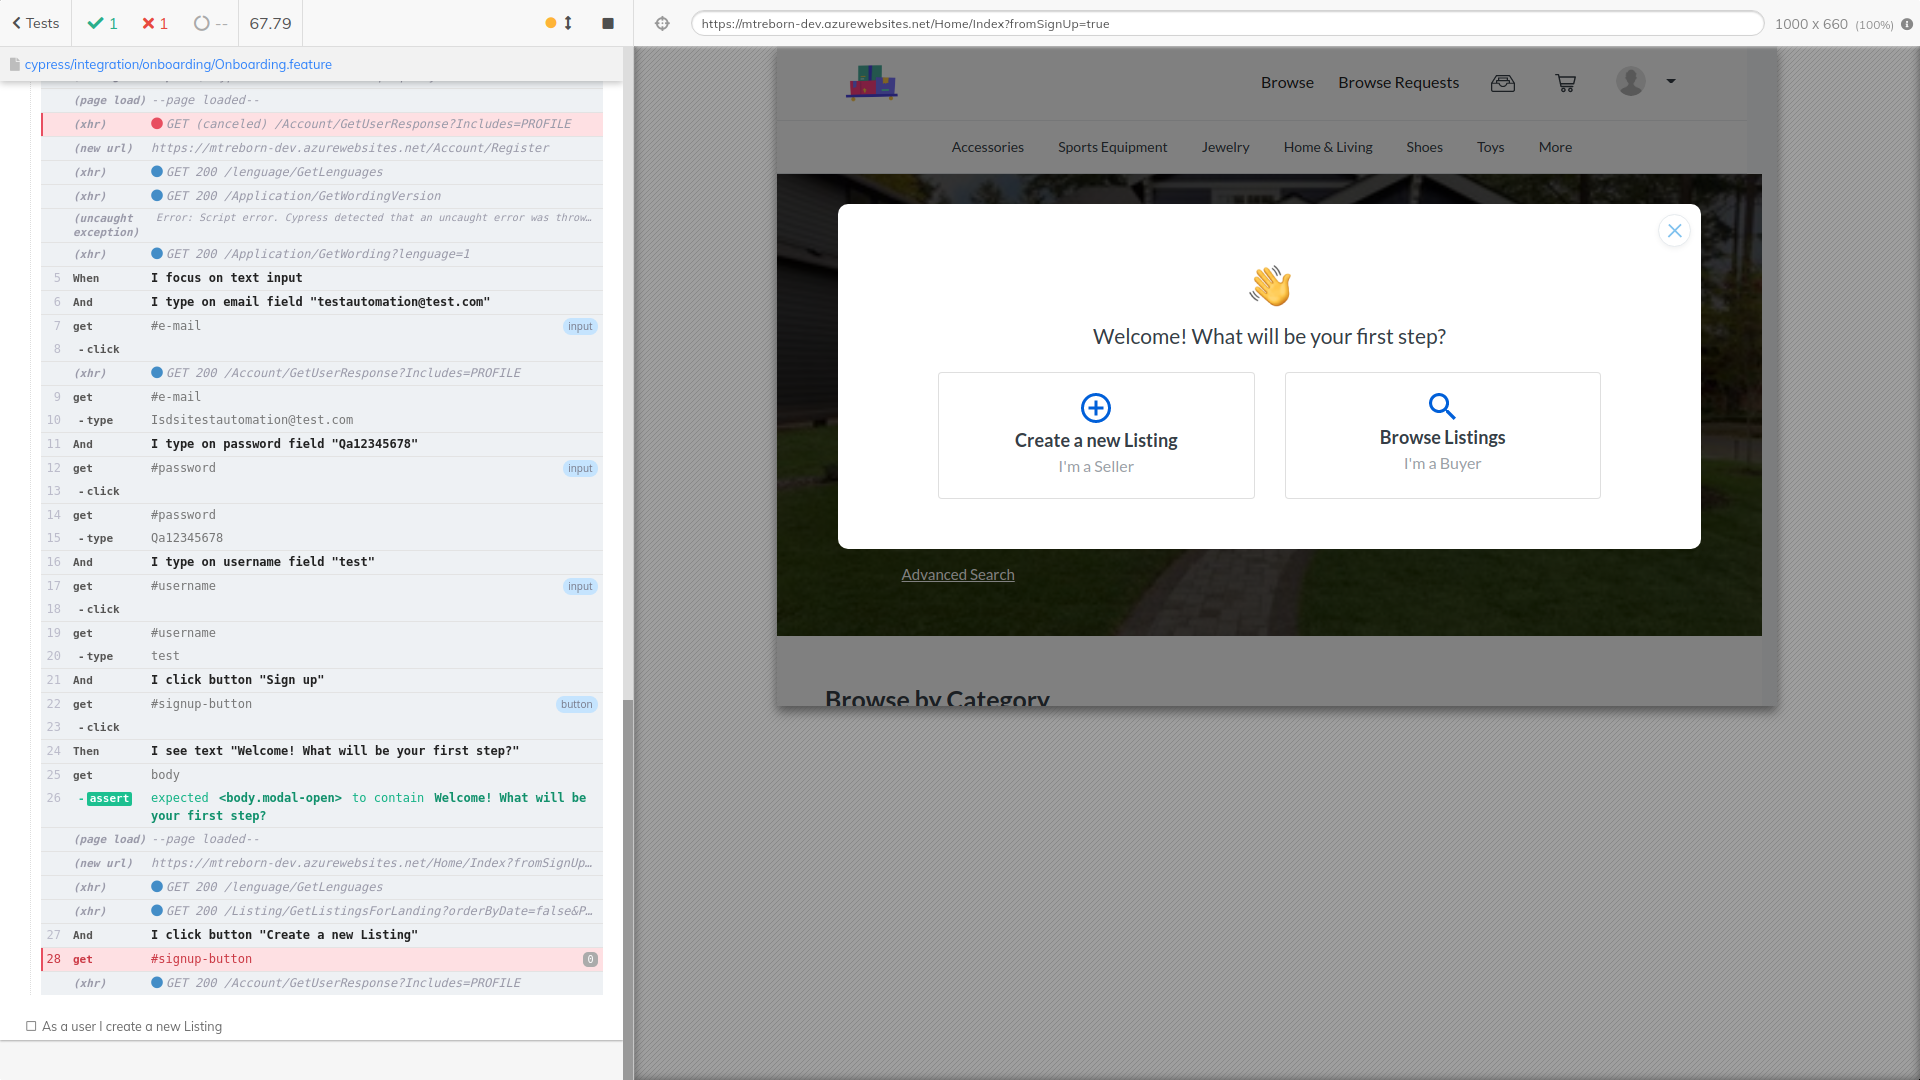 Tests
1
1
--
67.79
cypress/integration/onboarding/Onboarding.feature
(page load) --page loaded--
(xhr) GET (canceled) /Account/GetUserResponse?Includes=PROFILE
(new url) https://mtreborn-dev.azurewebsites.net/Account/Register
(xhr) GET 200 /lenguage/GetLenguages
(xhr) GET 200 /Application/GetWordingVersion
(uncaught exception) Error: Script error. Cypress detected that an uncaught error was throw…
(xhr) GET 200 /Application/GetWording?lenguage=1
5 When I focus on text input
6 And I type on email field "testautomation@test.com"
7 get #e-mail input
8 - click
(xhr) GET 200 /Account/GetUserResponse?Includes=PROFILE
9 get #e-mail
10 - type Isdsitestautomation@test.com
11 And I type on password field "Qa12345678"
12 get #password input
13 - click
14 get #password
15 - type Qa12345678
16 And I type on username field "test"
17 get #username input
18 - click
19 get #username
20 - type test
21 And I click button "Sign up"
22 get #signup-button button
23 - click
24 Then I see text "Welcome! What will be your first step?"
25 get body
26 - assert expected <body.modal-open> to contain Welcome! What will be
your first step?
(page load) --page loaded--
(new url) https://mtreborn-dev.azurewebsites.net/Home/Index?fromSignUp…
(xhr) GET 200 /lenguage/GetLenguages
(xhr) GET 200 /Listing/GetListingsForLanding?orderByDate=false&P…
27 And I click button "Create a new Listing"
28 get #signup-button 0
(xhr) GET 200 /Account/GetUserResponse?Includes=PROFILE
As a user I create a new Listing
https://mtreborn-dev.azurewebsites.net/Home/Index?fromSignUp=true
1000 x 660 (100%)
Browse Browse Requests
Accessories Sports Equipment Jewelry Home & Living Shoes Toys More
Welcome! What will be your first step?
Create a new Listing
I'm a Seller
Browse Listings
I'm a Buyer
Advanced Search
Browse by Category